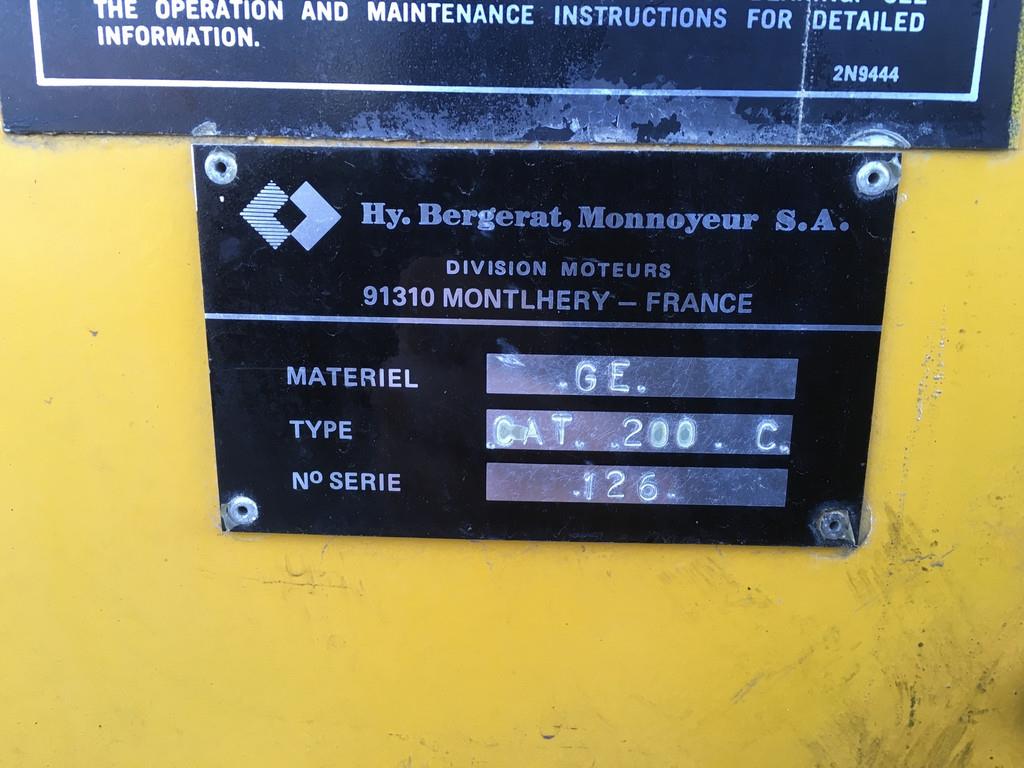 THE OPERATION AND MAINTENANCE INSTRUCTIONS FOR DETAILED
INFORMATION.
2N9444
Hy. Bergerat, Monnoyeur S.A.
DIVISION MOTEURS
91310 MONTLHERY – FRANCE
MATERIEL .GE.
TYPE .CAT. .200. C.
Nº SERIE .126.